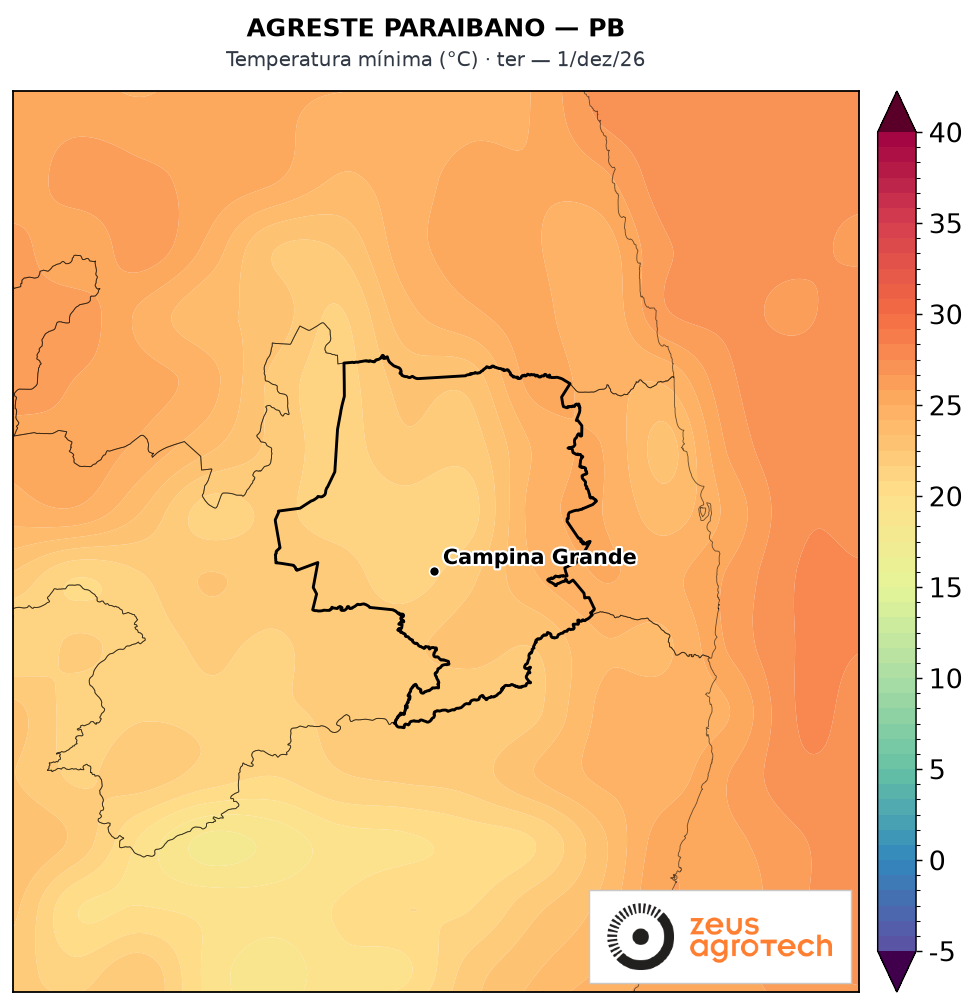 AGRESTE PARAIBANO — PB
Temperatura mínima (°C) · ter — 1/dez/26
40
35
30
25
20
15
10
5
0
-5
Campina Grande
zeus
agrotech